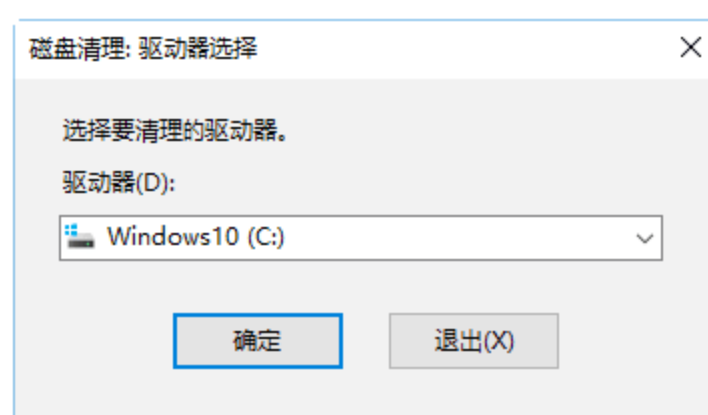 磁盘清理: 驱动器选择
选择要清理的驱动器。
驱动器(D):
Windows10 (C:)
确定 退出(X)